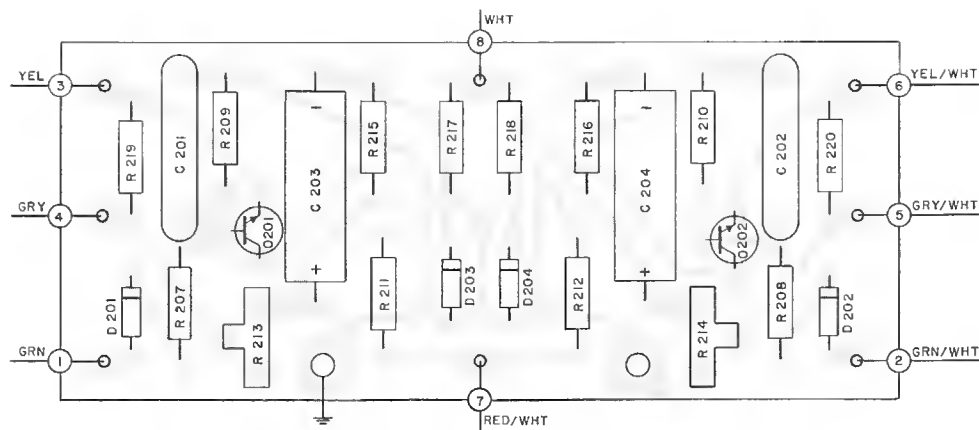 WHT
8
YEL
3
YEL/WHT
6
R 219
C 201
R 209
-
C 203
+
R 215
R 217
R 218
R 216
-
C 204
+
R 210
C 202
R 220
GRY
4
GRY/WHT
5
Q201
Q202
D 201
R 207
R 213
R 211
D 203
D 204
R 212
R 214
R 208
D 202
GRN
1
GRN/WHT
2
7
RED/WHT